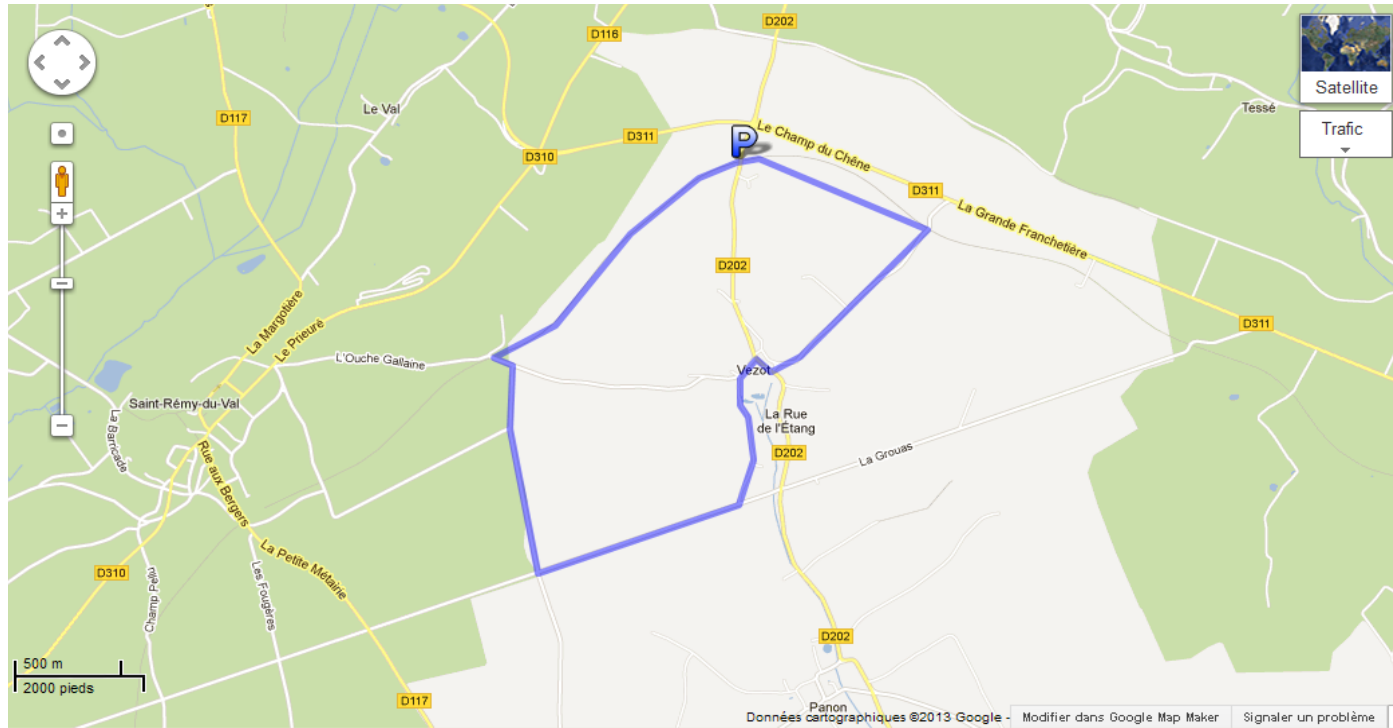 D202
D116
Satellite
Le Val
Tessé
D117
Le Champ du Chêne
Trafic
D311
P
D310
D311
La Grande Franchetière
D202
La Margotière
Le Prieuré
D311
L'Ouche Gallaine
Vezot
Saint-Rémy-du-Val
La Barricade
La Rue
de l'Étang
Rue aux Bergers
D202
La Grouas
La Petite Métairie
D310
Champ Pelil
Les Fougères
D202
500 m
2000 pieds
D117
Panon
Données cartographiques ©2013 Google -
Modifier dans Google Map Maker
Signaler un problème